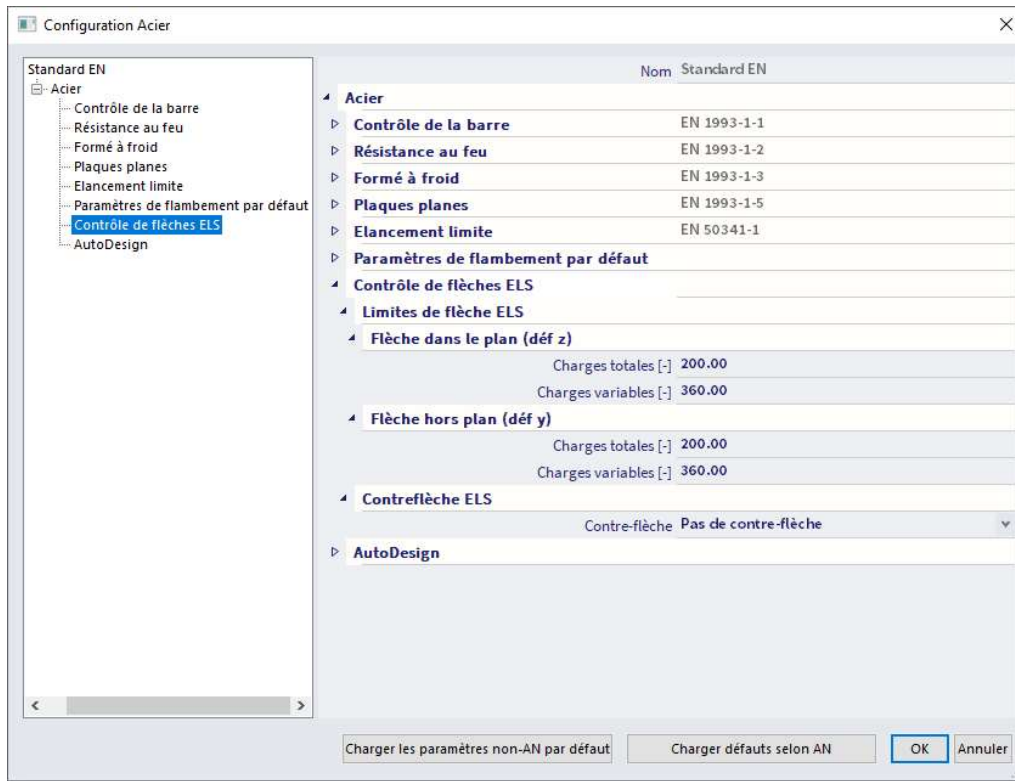 Configuration Acier
Standard EN
Acier
Contrôle de la barre
Résistance au feu
Formé à froid
Plaques planes
Elancement limite
Paramètres de flambement par défaut
Contrôle de flèches ELS
AutoDesign
Nom Standard EN
Acier
Contrôle de la barre EN 1993-1-1
Résistance au feu EN 1993-1-2
Formé à froid EN 1993-1-3
Plaques planes EN 1993-1-5
Elancement limite EN 50341-1
Paramètres de flambement par défaut
Contrôle de flèches ELS
Limites de flèche ELS
Flèche dans le plan (déf z)
Charges totales [-] 200.00
Charges variables [-] 360.00
Flèche hors plan (déf y)
Charges totales [-] 200.00
Charges variables [-] 360.00
Contreflèche ELS
Contre-flèche Pas de contre-flèche
AutoDesign
Charger les paramètres non-AN par défaut Charger défauts selon AN OK Annuler